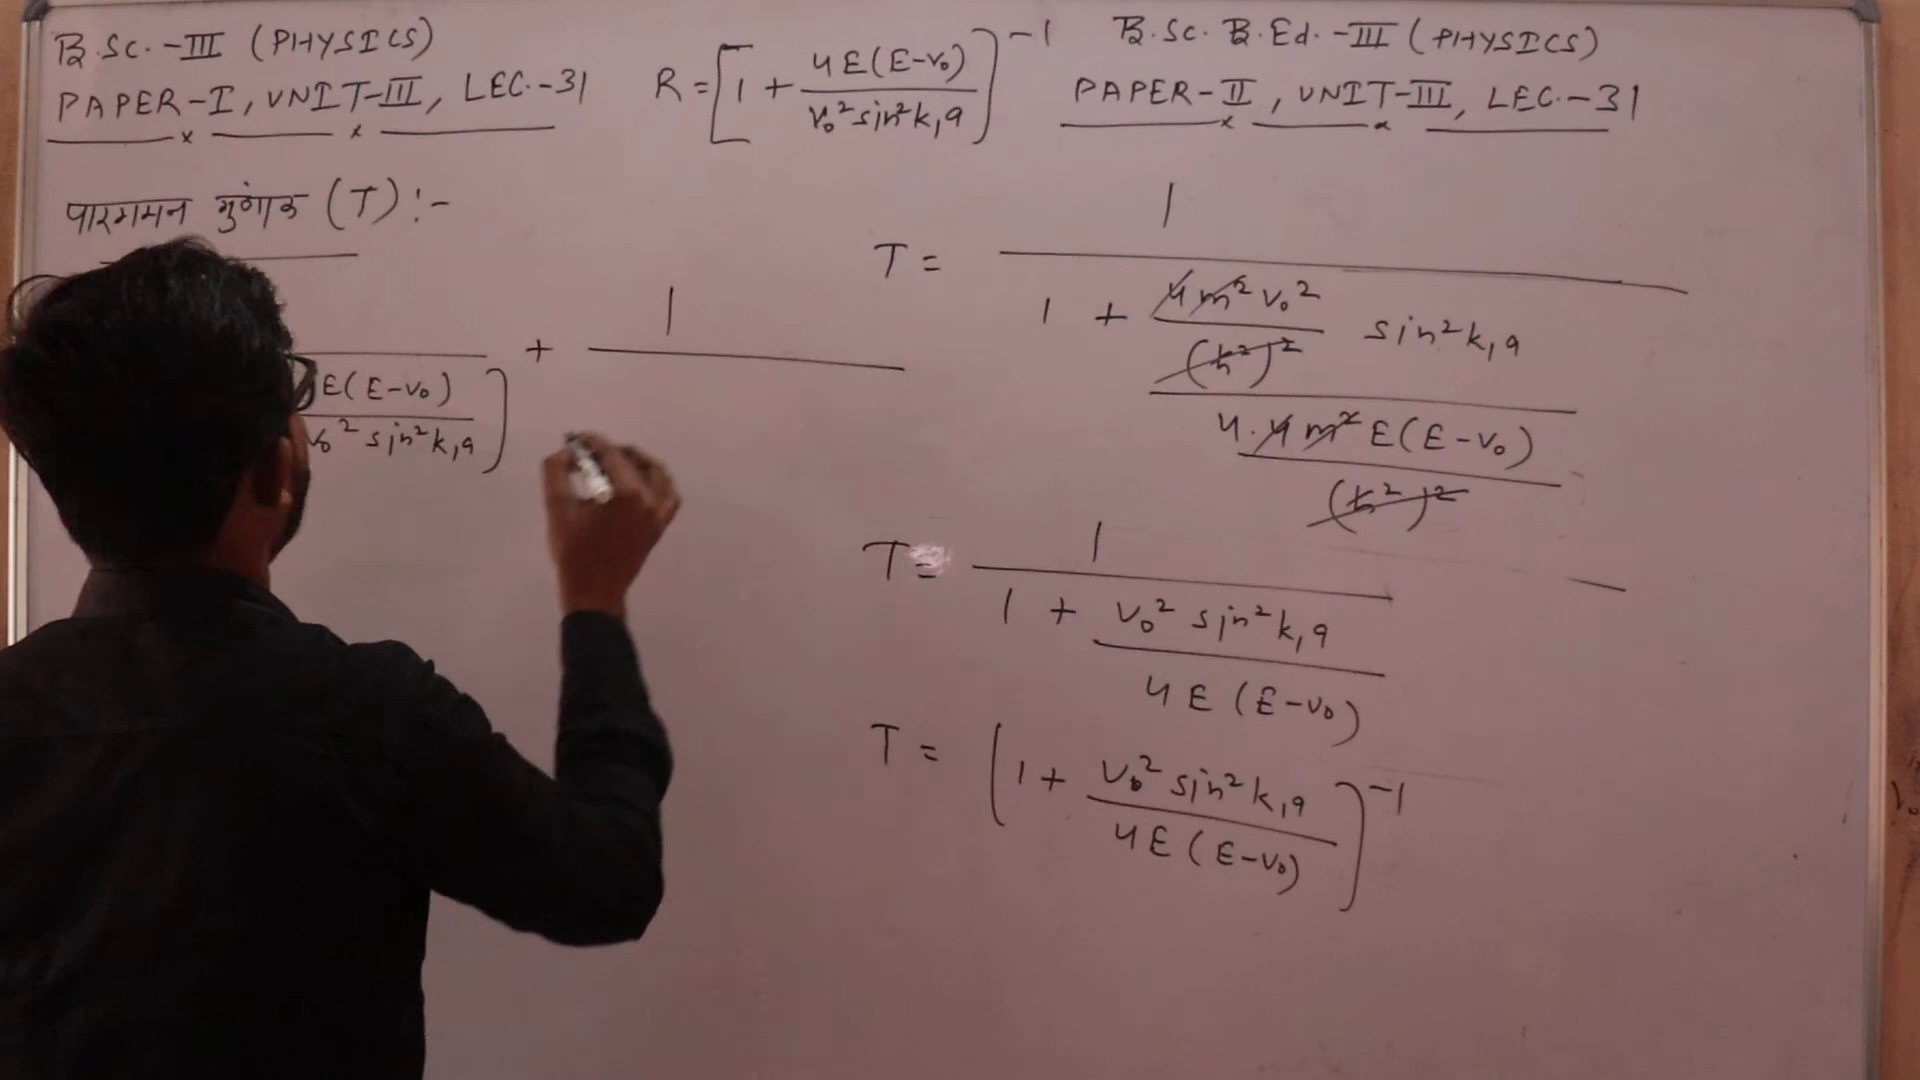 B.Sc.-III (PHYSICS)
PAPER-I, UNIT-III, LEC.-31
R = [1 + 4E(E-V₀) / V₀² sin²k₁a]⁻¹
B.Sc. B.Ed.-III (PHYSICS)
PAPER-II, UNIT-III, LEC.-31
पारगमन गुणांक (T) :-
E(E-V₀) / V₀² sin²k₁a ] + 1
T = 1 / 1 + 4m²V₀² / (ħ²)² sin²k₁a / 4.4m²E(E-V₀) / (ħ²)²
T = 1 / 1 + V₀² sin²k₁a / 4E(E-V₀)
T = [1 + V₀² sin²k₁a / 4E(E-V₀)]⁻¹